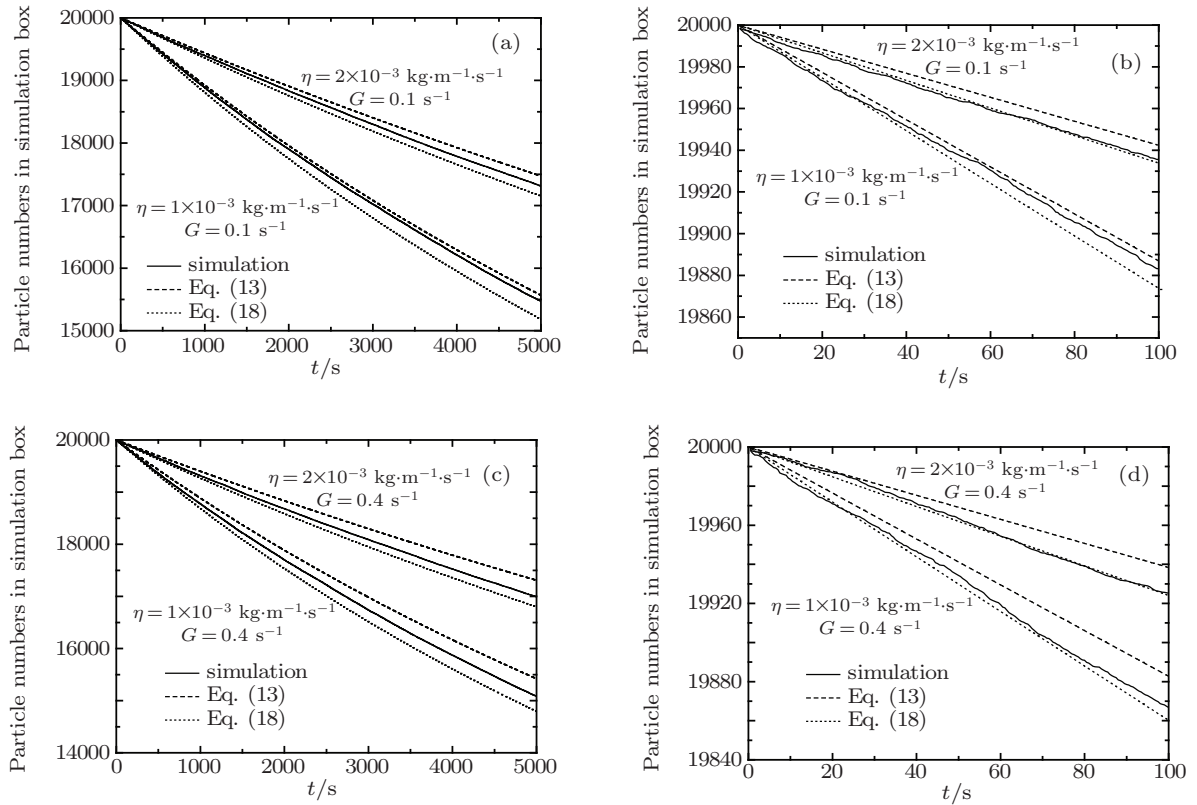 20000
19000
18000
17000
16000
15000
Particle numbers in simulation box
(a)
η = 2×10⁻³ kg·m⁻¹·s⁻¹
G = 0.1 s⁻¹
η = 1×10⁻³ kg·m⁻¹·s⁻¹
G = 0.1 s⁻¹
simulation
Eq. (13)
Eq. (18)
0 1000 2000 3000 4000 5000
t/s
20000
19980
19960
19940
19920
19900
19880
19860
Particle numbers in simulation box
(b)
η = 2×10⁻³ kg·m⁻¹·s⁻¹
G = 0.1 s⁻¹
η = 1×10⁻³ kg·m⁻¹·s⁻¹
G = 0.1 s⁻¹
simulation
Eq. (13)
Eq. (18)
0 20 40 60 80 100
t/s
20000
18000
16000
14000
Particle numbers in simulation box
(c)
η = 2×10⁻³ kg·m⁻¹·s⁻¹
G = 0.4 s⁻¹
η = 1×10⁻³ kg·m⁻¹·s⁻¹
G = 0.4 s⁻¹
simulation
Eq. (13)
Eq. (18)
0 1000 2000 3000 4000 5000
t/s
20000
19960
19920
19880
19840
Particle numbers in simulation box
(d)
η = 2×10⁻³ kg·m⁻¹·s⁻¹
G = 0.4 s⁻¹
η = 1×10⁻³ kg·m⁻¹·s⁻¹
G = 0.4 s⁻¹
simulation
Eq. (13)
Eq. (18)
0 20 40 60 80 100
t/s